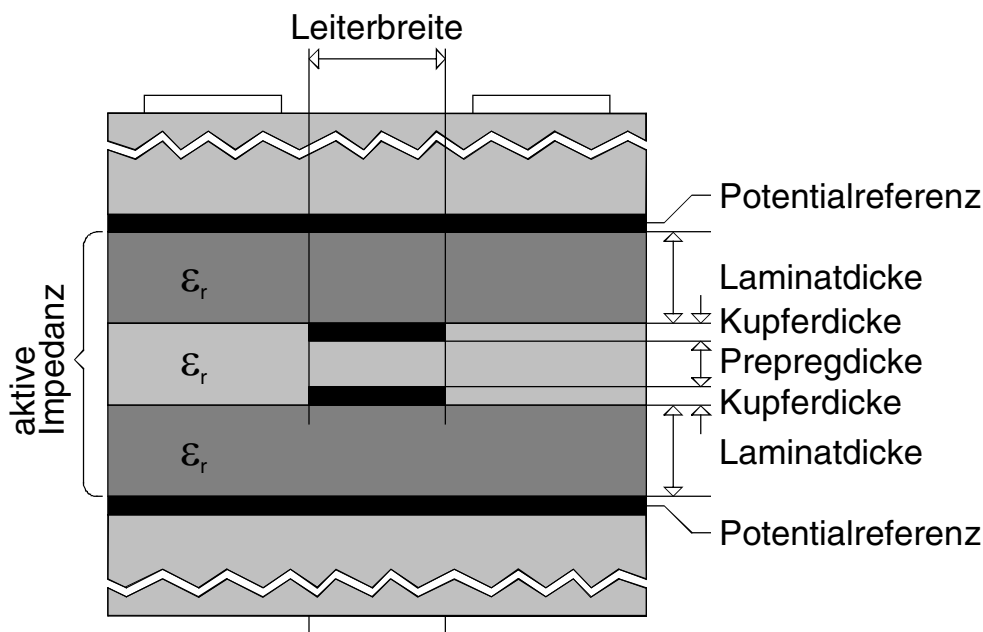 Leiterbreite
Potentialreferenz
εr
Laminatdicke
Kupferdicke
aktive
Impedanz
εr
Prepregdicke
Kupferdicke
εr
Laminatdicke
Potentialreferenz